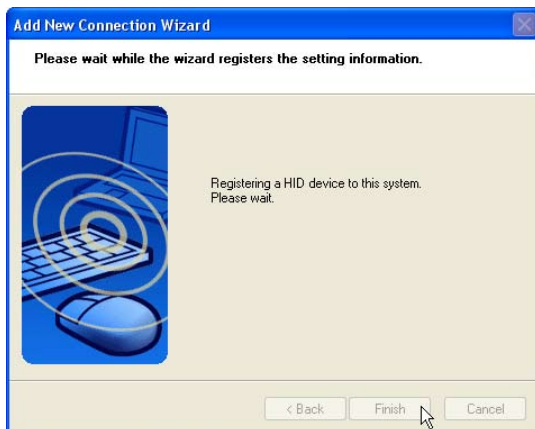 Add New Connection Wizard
Please wait while the wizard registers the setting information.
Registering a HID device to this system.
Please wait.
< Back
Finish
Cancel